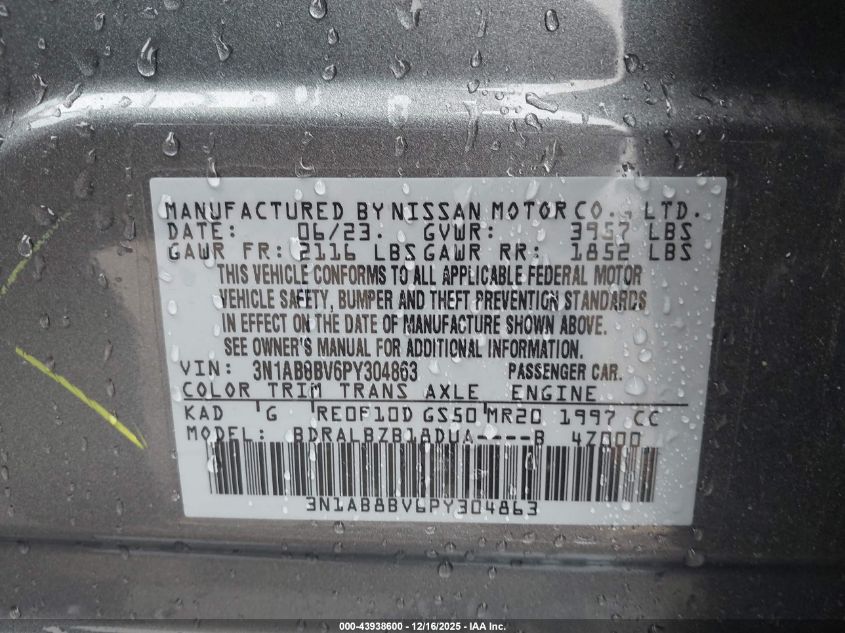 MANUFACTURED BY NISSAN MOTOR CO., LTD.
DATE: 06/23. GVWR: 3957 LBS
GAWR FR: 2116 LBS GAWR RR: 1852 LBS
THIS VEHICLE CONFORMS TO ALL APPLICABLE FEDERAL MOTOR
VEHICLE SAFETY, BUMPER AND THEFT PREVENTION STANDARDS
IN EFFECT ON THE DATE OF MANUFACTURE SHOWN ABOVE.
SEE OWNER'S MANUAL FOR ADDITIONAL INFORMATION.
VIN: 3N1AB8BV6PY304863 PASSENGER CAR.
COLOR TRIM TRANS AXLE ENGINE
KAD G RE0F10D GS50 MR20 1997 CC
MODEL: BDRALBZB18DUA----B 47000
3N1AB8BV6PY304863
000-43938600 - 12/16/2025 - IAA Inc.